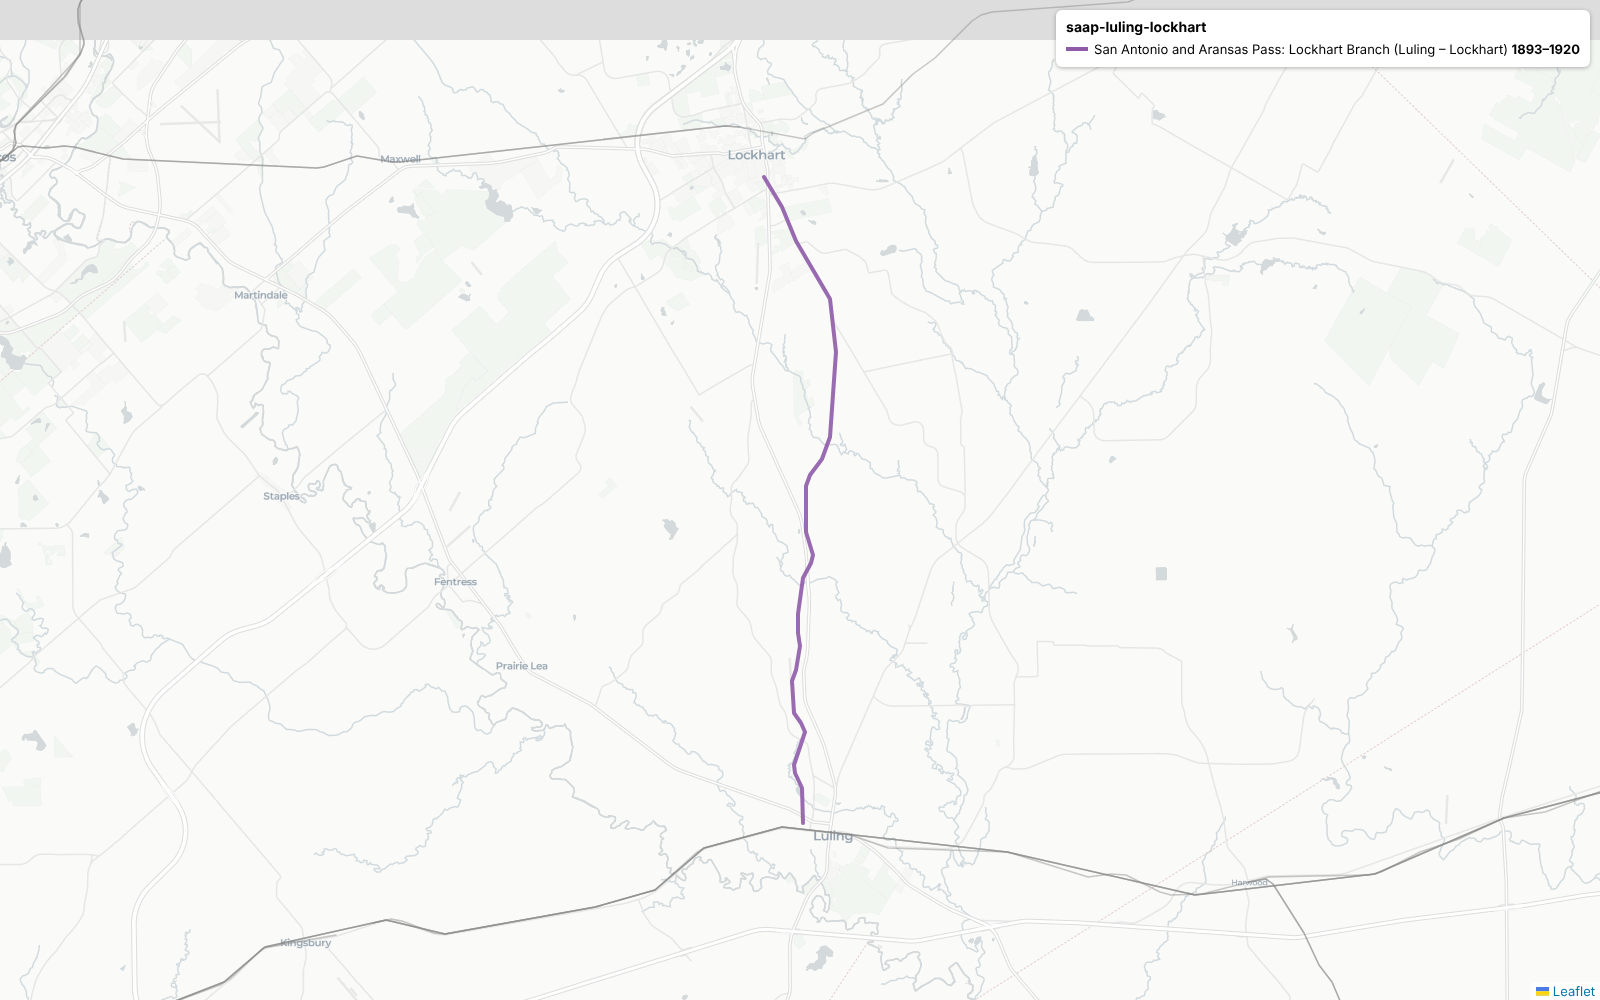 saap-luling-lockhart
San Antonio and Aransas Pass: Lockhart Branch (Luling – Lockhart) 1893–1920
Lockhart
Maxwell
Martindale
Staples
Fentress
Prairie Lea
Luling
Harwood
Kingsbury
Leaflet